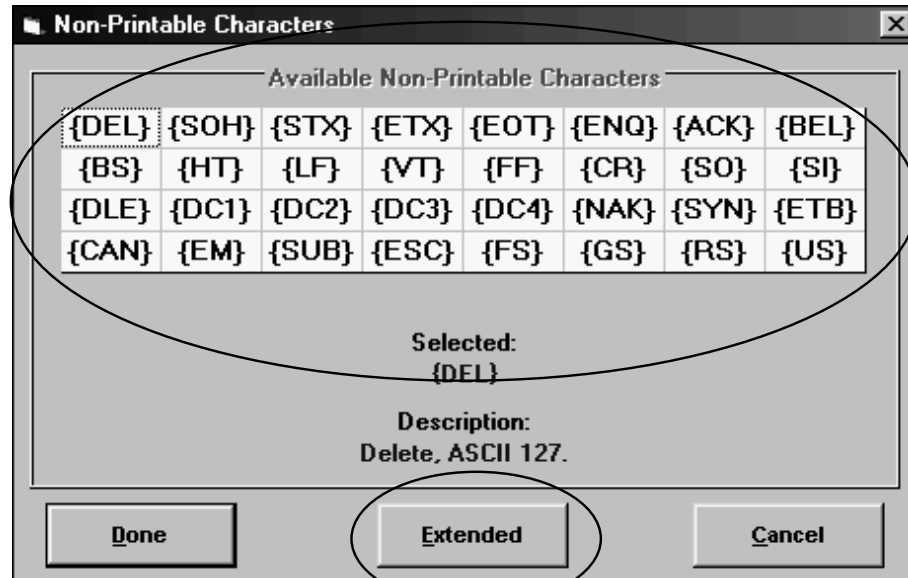 Non-Printable Characters
Available Non-Printable Characters
{DEL} {SOH} {STX} {ETX} {EOT} {ENQ} {ACK} {BEL}
{BS} {HT} {LF} {VT} {FF} {CR} {SO} {SI}
{DLE} {DC1} {DC2} {DC3} {DC4} {NAK} {SYN} {ETB}
{CAN} {EM} {SUB} {ESC} {FS} {GS} {RS} {US}
Selected:
{DEL}
Description:
Delete, ASCII 127.
Done Extended Cancel